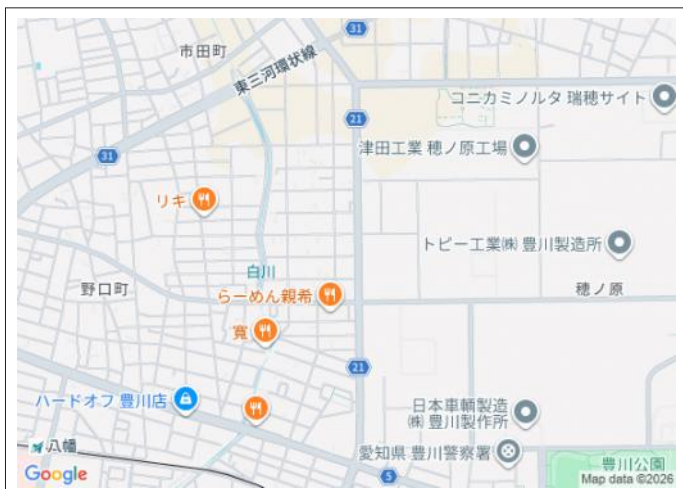 31
市田町
東三河環状線
コニカミノルタ 瑞穂サイト
21
津田工業 穂ノ原工場
31
リキ
トピー工業㈱ 豊川製造所
白川
野口町
らーめん親希
穂ノ原
寛
21
ハードオフ 豊川店
日本車輌製造
㈱ 豊川製作所
八幡
愛知県 豊川警察署
5
豊川公園
Google
Map data ©2026